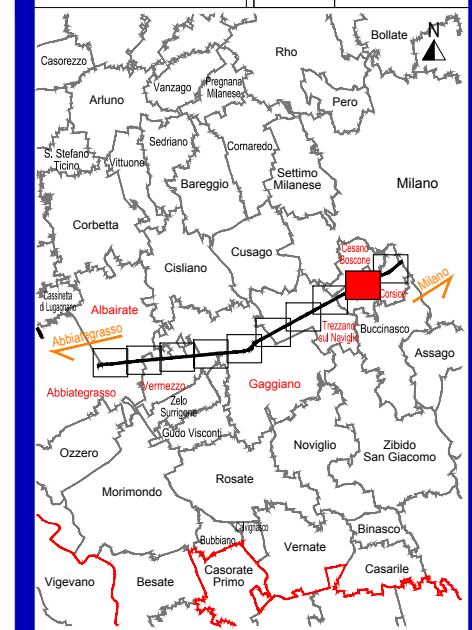 Bollate
N
Rho
Casorezzo
Vanzago
Pregnana
Milanese
Arluno
Pero
Sedriano
Cornaredo
S. Stefano
Ticino
Vittuone
Settimo
Milanese
Bareggio
Milano
Corbetta
Cusago
Cesano
Boscone
Cisliano
Cassinetta
di Lugagnano
Corsico
Milano
Albairate
Trezzano
sul Naviglio
Buccinasco
Abbiategrasso
Assago
Abbiategrasso
Vermezzo
Gaggiano
Zelo
Surrigone
Gudo Visconti
Ozzero
Noviglio
Zibido
San Giacomo
Rosate
Morimondo
Calvignasco
Binasco
Bubbiano
Vernate
Vigevano
Besate
Casorate
Primo
Casarile